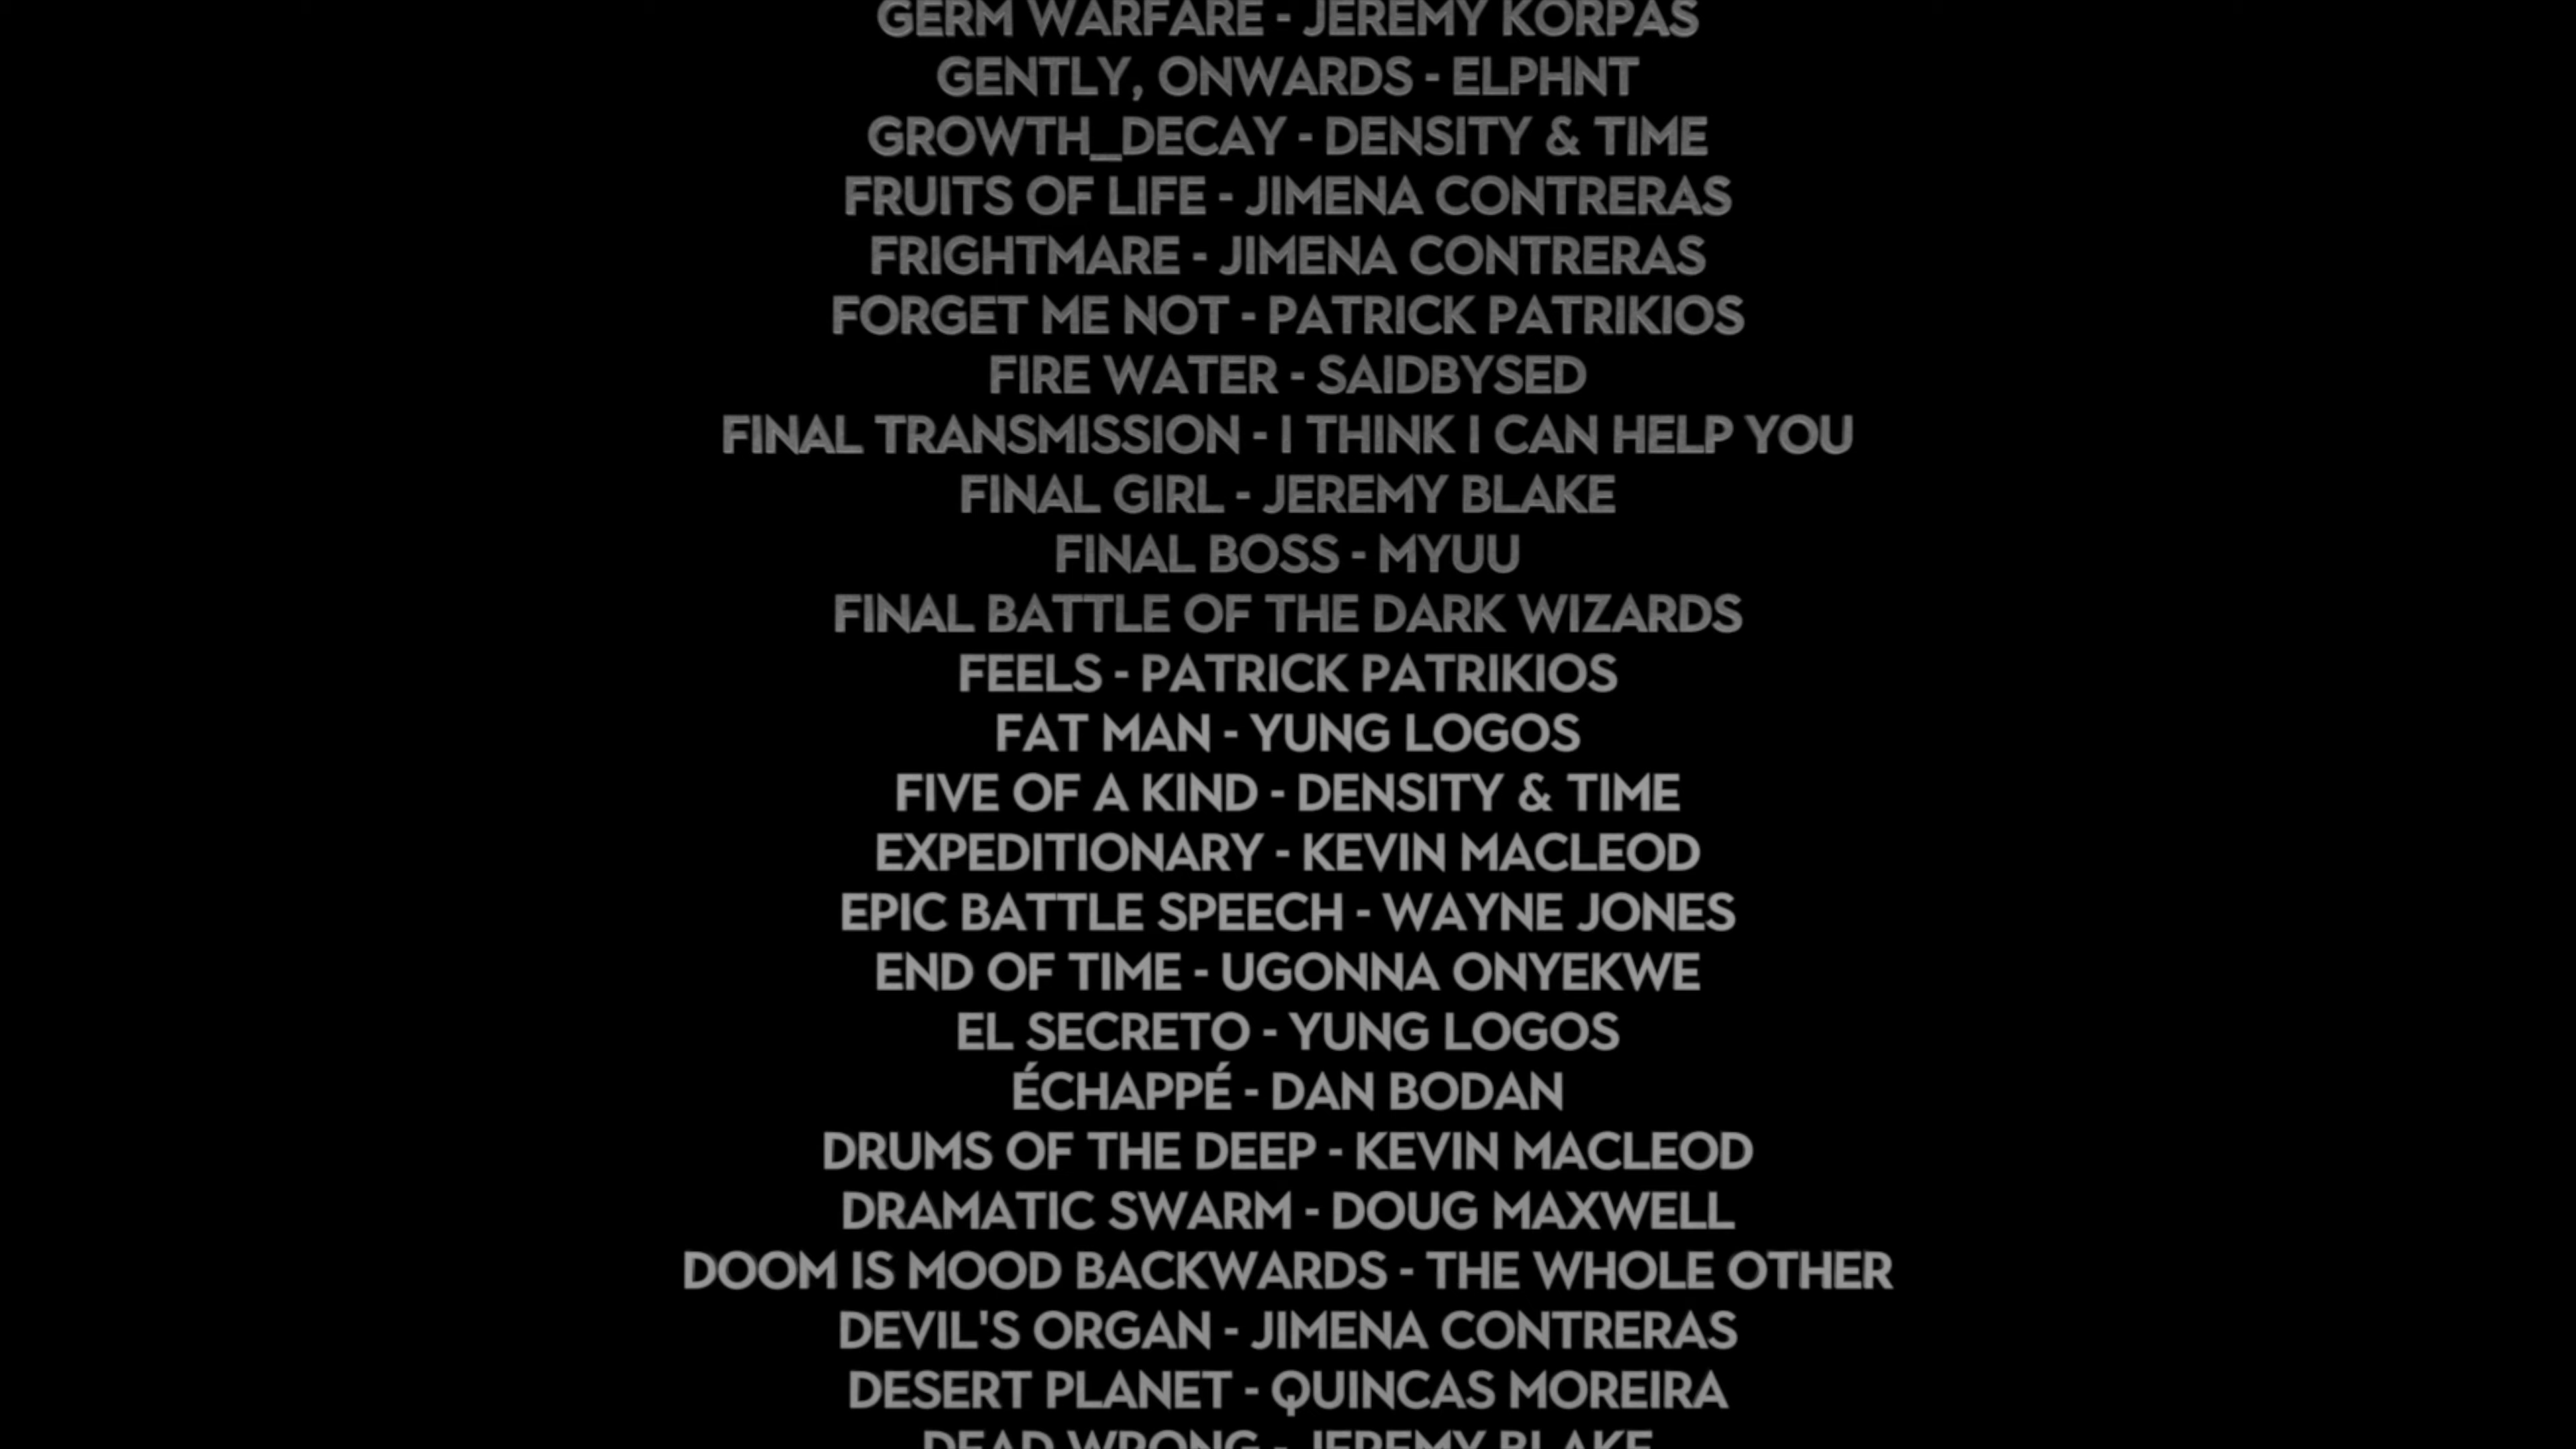 GERM WARFARE - JEREMY KORPAS
GENTLY, ONWARDS - ELPHNT
GROWTH_DECAY - DENSITY & TIME
FRUITS OF LIFE - JIMENA CONTRERAS
FRIGHTMARE - JIMENA CONTRERAS
FORGET ME NOT - PATRICK PATRIKIOS
FIRE WATER - SAIDBYSED
FINAL TRANSMISSION - I THINK I CAN HELP YOU
FINAL GIRL - JEREMY BLAKE
FINAL BOSS - MYUU
FINAL BATTLE OF THE DARK WIZARDS
FEELS - PATRICK PATRIKIOS
FAT MAN - YUNG LOGOS
FIVE OF A KIND - DENSITY & TIME
EXPEDITIONARY - KEVIN MACLEOD
EPIC BATTLE SPEECH - WAYNE JONES
END OF TIME - UGONNA ONYEKWE
EL SECRETO - YUNG LOGOS
ÉCHAPPÉ - DAN BODAN
DRUMS OF THE DEEP - KEVIN MACLEOD
DRAMATIC SWARM - DOUG MAXWELL
DOOM IS MOOD BACKWARDS - THE WHOLE OTHER
DEVIL'S ORGAN - JIMENA CONTRERAS
DESERT PLANET - QUINCAS MOREIRA
DEAD WRONG - JEREMY BLAKE